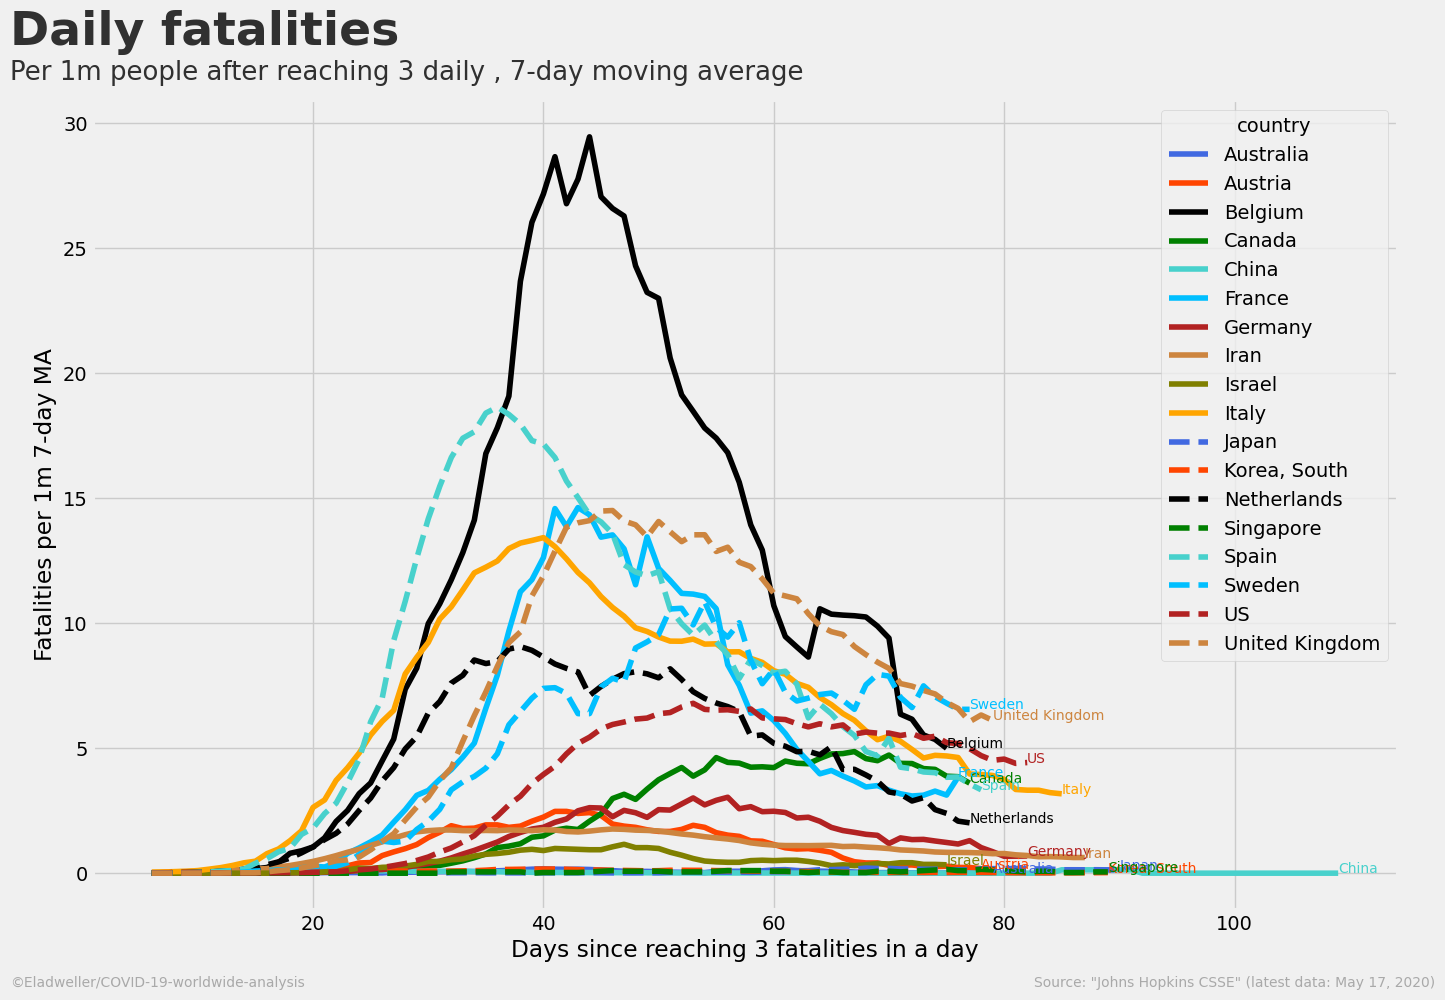 Daily fatalities
Per 1m people after reaching 3 daily , 7-day moving average
Fatalities per 1m 7-day MA
30
25
20
15
10
5
0
20
40
60
80
100
Days since reaching 3 fatalities in a day
country
Australia
Austria
Belgium
Canada
China
France
Germany
Iran
Israel
Italy
Japan
Korea, South
Netherlands
Singapore
Spain
Sweden
US
United Kingdom
Sweden
United Kingdom
Belgium
US
France
Canada
Spain
Italy
Netherlands
Germany
Iran
Israel
Austria
Australia
Japan
Korea, South
Singapore
China
©Eladweller/COVID-19-worldwide-analysis
Source: "Johns Hopkins CSSE" (latest data: May 17, 2020)